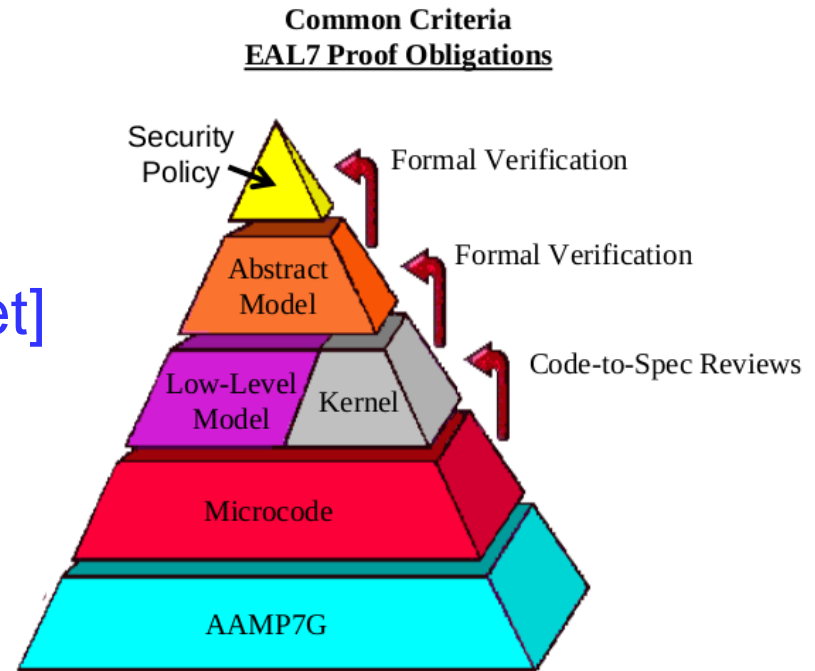 Common Criteria
EAL7 Proof Obligations
Security
Policy
Formal Verification
Formal Verification
Abstract
Model
et]
Code-to-Spec Reviews
Low-Level
Model
Kernel
Microcode
AAMP7G